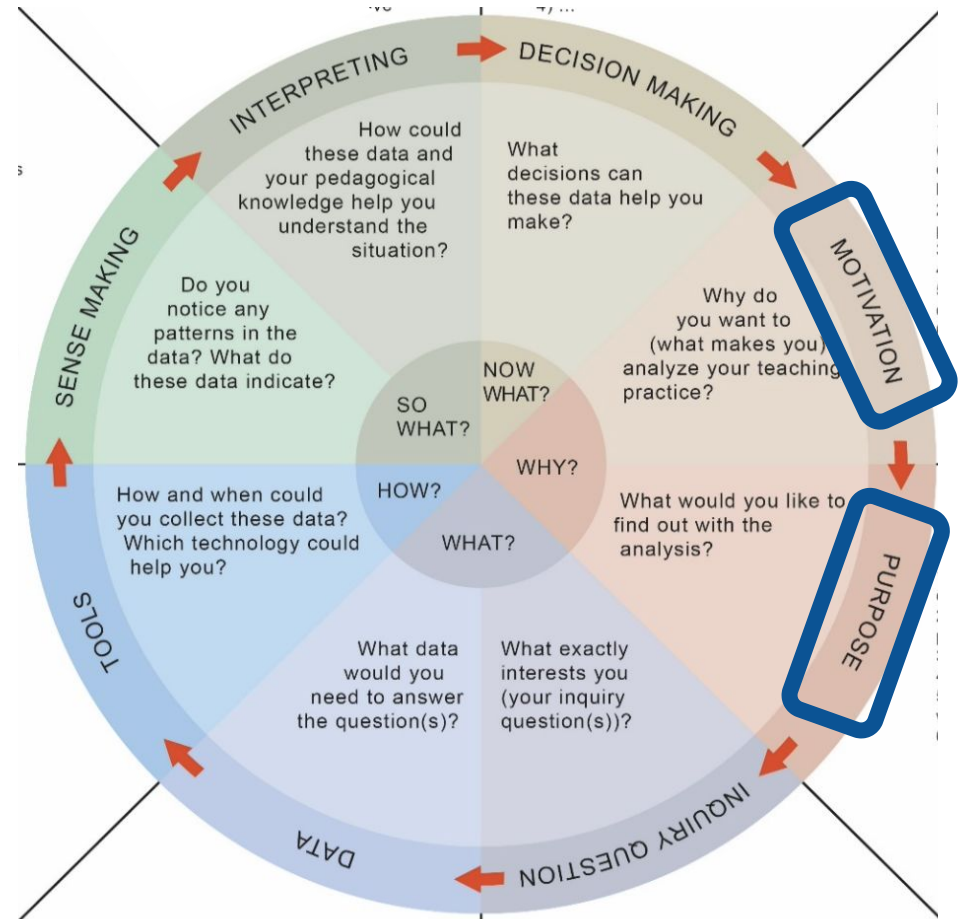 INTERPRETING
DECISION MAKING
MOTIVATION
PURPOSE
INQUIRY QUESTION
DATA
TOOLS
SENSE MAKING
How could
these data and
your pedagogical
knowledge help you
understand the
situation?
What
decisions can
these data help you
make?
Why do
you want to
(what makes you)
analyze your teaching
practice?
What would you like to
find out with the
analysis?
What exactly
interests you
(your inquiry
question(s))?
What data
would you
need to answer
the question(s)?
How and when could
you collect these data?
Which technology could
help you?
Do you
notice any
patterns in the
data? What do
these data indicate?
SO
WHAT?
NOW
WHAT?
WHY?
WHAT?
HOW?